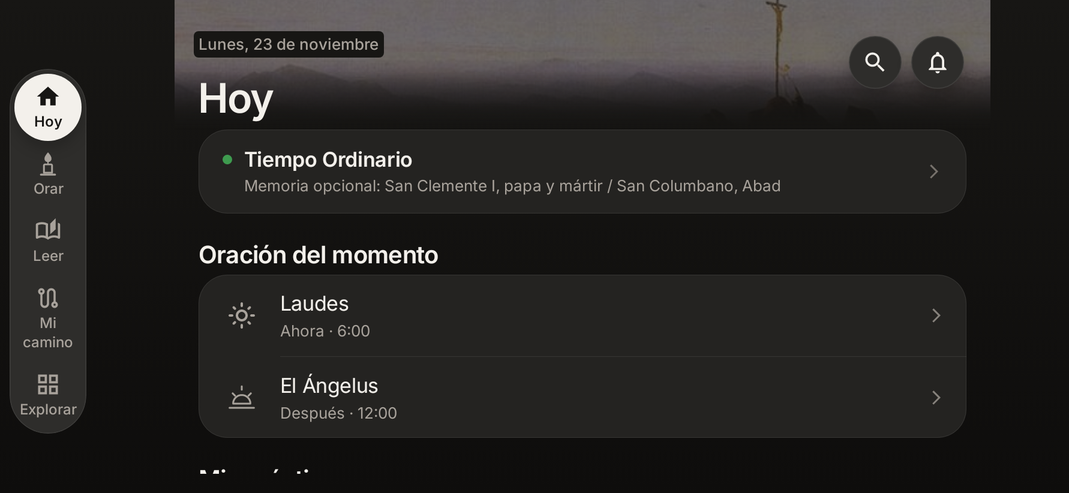 Lunes, 23 de noviembre
Hoy
Hoy
Orar
Leer
Mi
camino
Explorar
Tiempo Ordinario
Memoria opcional: San Clemente I, papa y mártir / San Columbano, Abad
Oración del momento
Laudes
Ahora · 6:00
El Ángelus
Después · 12:00